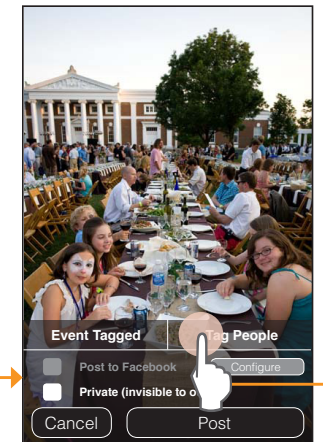 Event Tagged
Tag People
Post to Facebook
Configure
Private (invisible to o
Cancel
Post